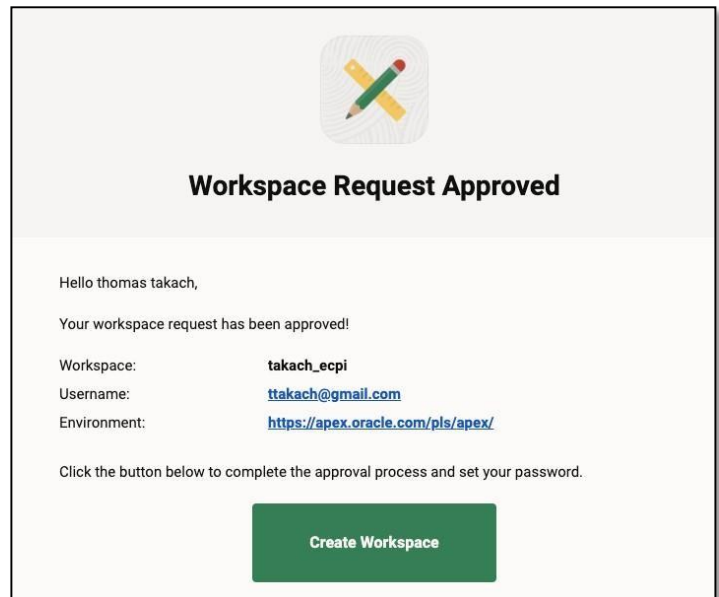 Workspace Request Approved
Hello thomas takach,
Your workspace request has been approved!
Workspace: takach_ecpi
Username: ttakach@gmail.com
Environment: https://apex.oracle.com/pls/apex/
Click the button below to complete the approval process and set your password.
Create Workspace